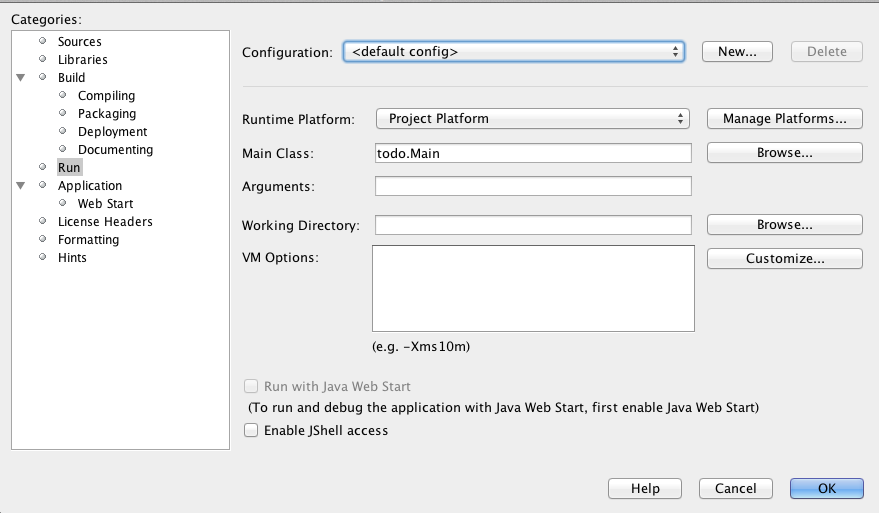 Categories:
Sources
Libraries
Build
Compiling
Packaging
Deployment
Documenting
Run
Application
Web Start
License Headers
Formatting
Hints
Configuration: <default config> New... Delete
Runtime Platform: Project Platform Manage Platforms...
Main Class: todo.Main Browse...
Arguments:
Working Directory: Browse...
VM Options: Customize...
(e.g. -Xms10m)
Run with Java Web Start
(To run and debug the application with Java Web Start, first enable Java Web Start)
Enable JShell access
Help Cancel OK